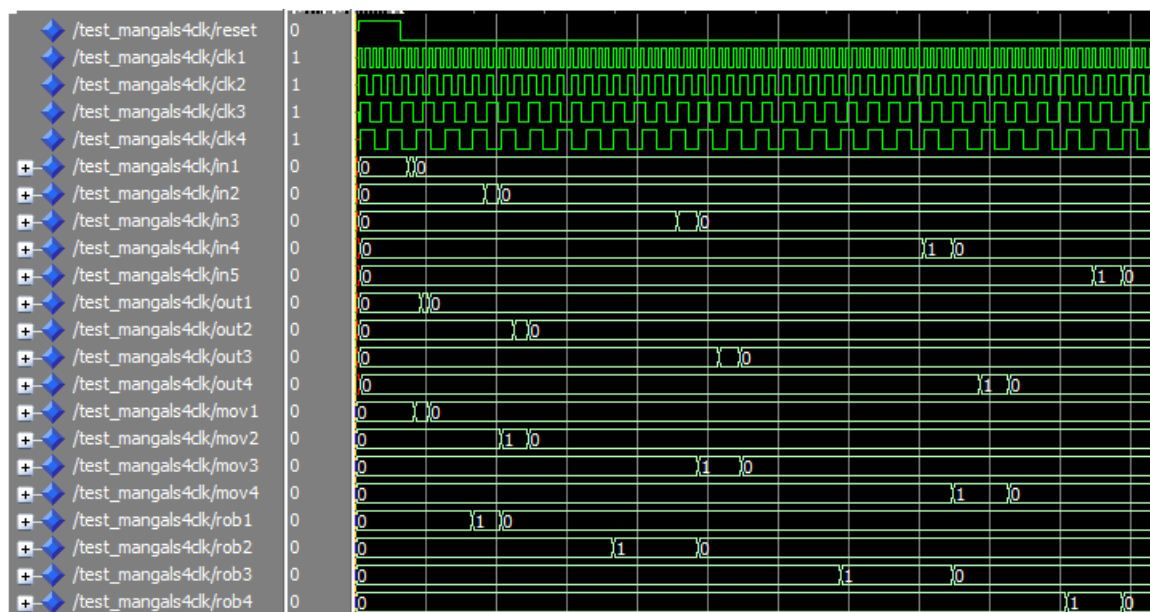 /test_mangals4clk/reset 0
/test_mangals4clk/clk1 1
/test_mangals4clk/clk2 1
/test_mangals4clk/clk3 1
/test_mangals4clk/clk4 1
/test_mangals4clk/in1 0 0 0
/test_mangals4clk/in2 0 0 0
/test_mangals4clk/in3 0 0 0
/test_mangals4clk/in4 0 0 1 0
/test_mangals4clk/in5 0 0 1 0
/test_mangals4clk/out1 0 0 0
/test_mangals4clk/out2 0 0 0
/test_mangals4clk/out3 0 0 0
/test_mangals4clk/out4 0 0 1 0
/test_mangals4clk/mov1 0 0 0
/test_mangals4clk/mov2 0 0 1 0
/test_mangals4clk/mov3 0 0 1 0
/test_mangals4clk/mov4 0 0 1 0
/test_mangals4clk/rob1 0 0 1 0
/test_mangals4clk/rob2 0 0 1 0
/test_mangals4clk/rob3 0 0 1 0
/test_mangals4clk/rob4 0 0 1 0